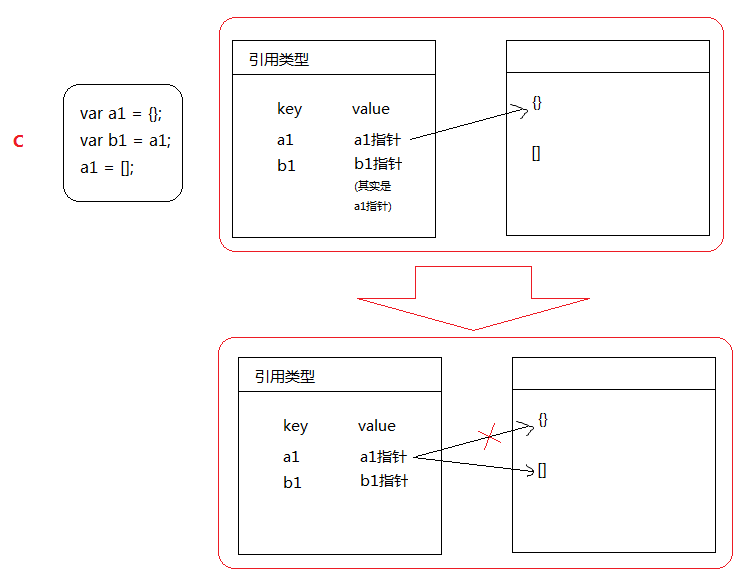 C
var a1 = {};
var b1 = a1;
a1 = [];
引用类型
key value
a1 a1指针
b1 b1指针
(其实是
a1指针)
{}
[]
引用类型
key value
a1 a1指针
b1 b1指针
{}
[]